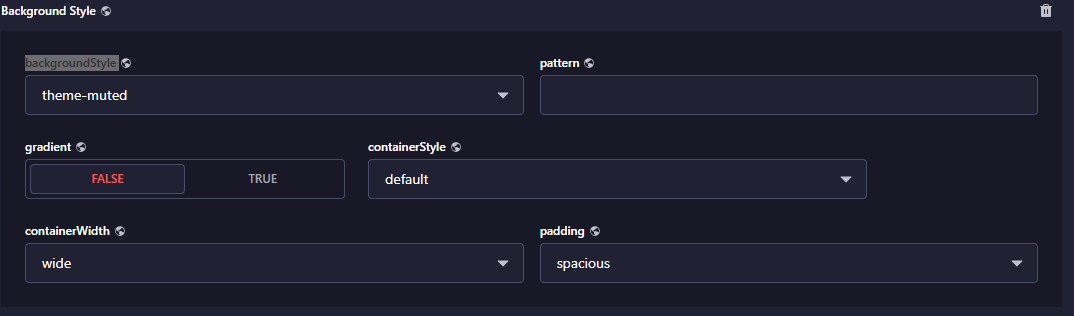 Background Style
backgroundStyle
pattern
theme-muted
gradient
containerStyle
FALSE
TRUE
default
containerWidth
padding
wide
spacious